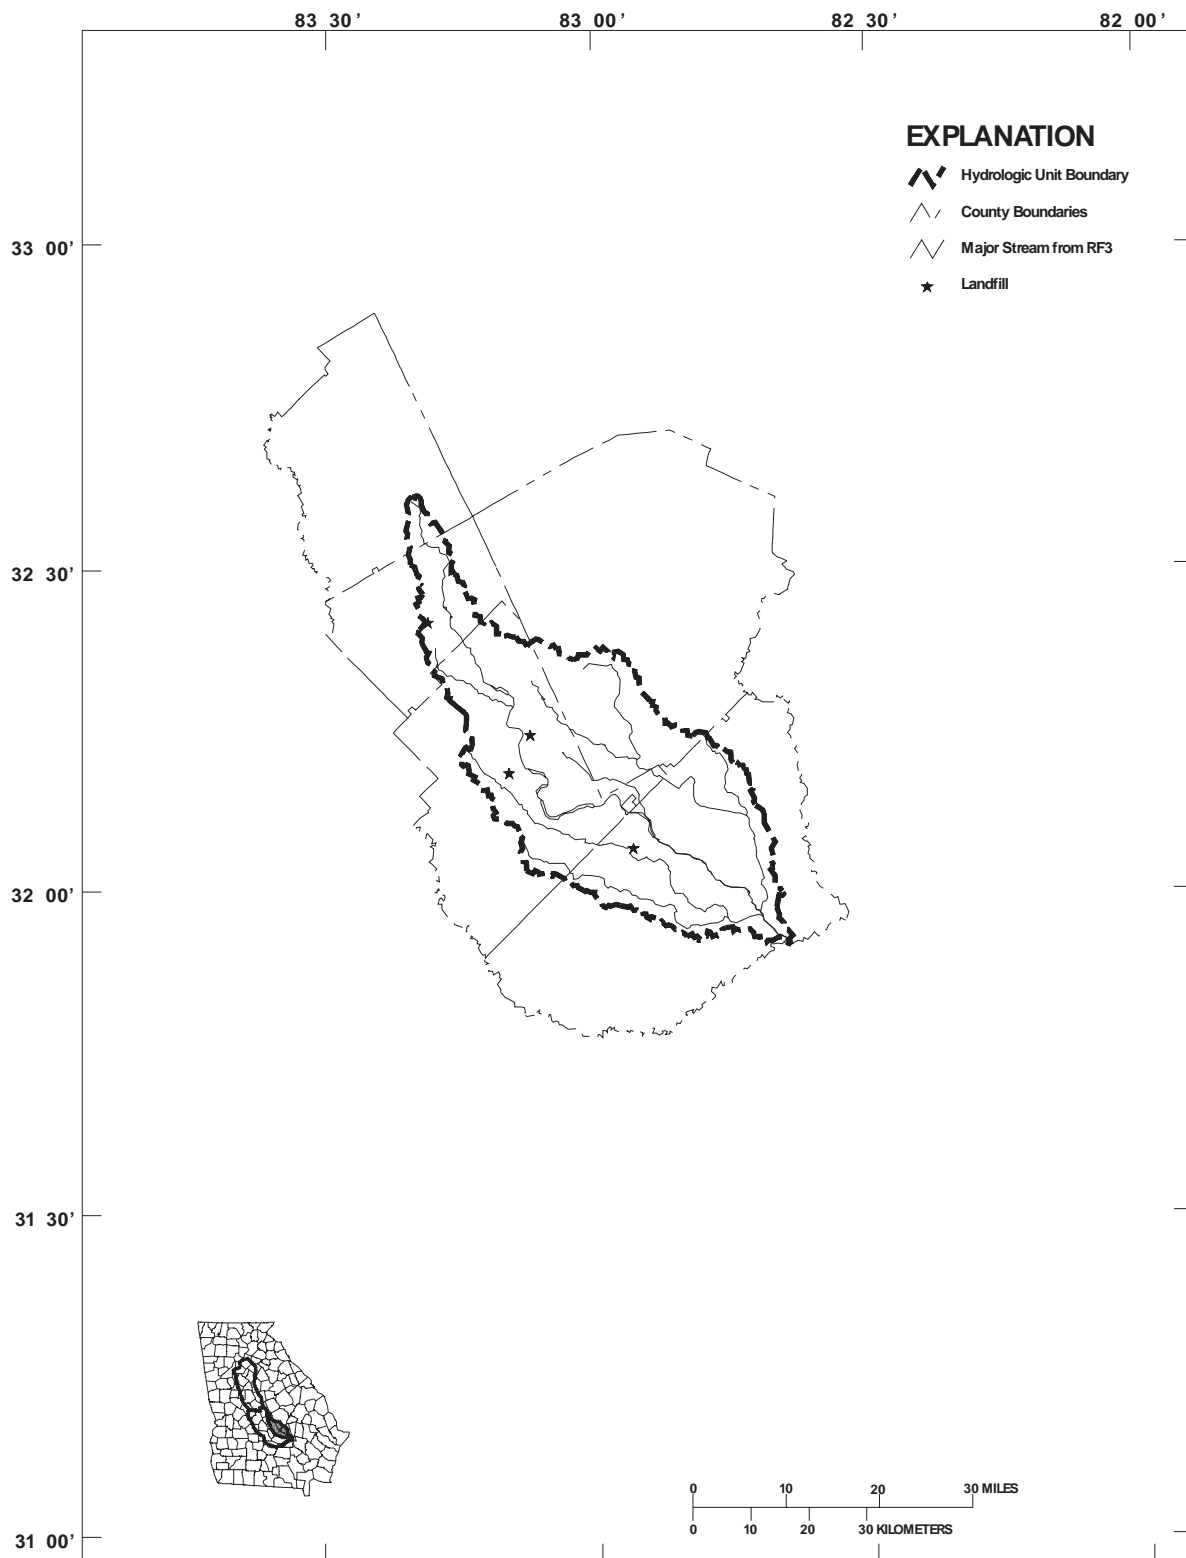 83 30’ 83 00’ 82 30’ 82 00’
EXPLANATION
Hydrologic Unit Boundary
County Boundaries
Major Stream from RF3
Landfill
33 00’
32 30’
32 00’
31 30’
31 00’
0 10 20 30 MILES
0 10 20 30 KILOMETERS